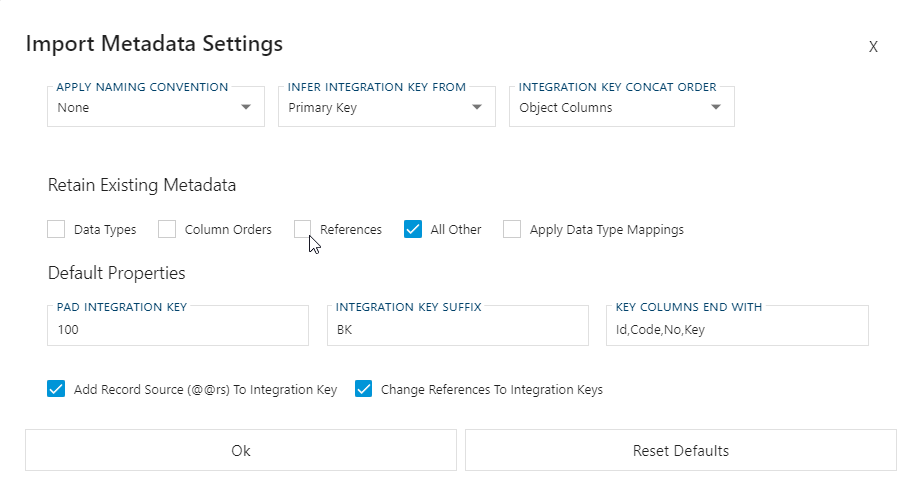 Import Metadata Settings
X
APPLY NAMING CONVENTION
None
INFER INTEGRATION KEY FROM
Primary Key
INTEGRATION KEY CONCAT ORDER
Object Columns
Retain Existing Metadata
Data Types
Column Orders
References
All Other
Apply Data Type Mappings
Default Properties
PAD INTEGRATION KEY
100
INTEGRATION KEY SUFFIX
BK
KEY COLUMNS END WITH
Id,Code,No,Key
Add Record Source (@@rs) To Integration Key
Change References To Integration Keys
Ok
Reset Defaults